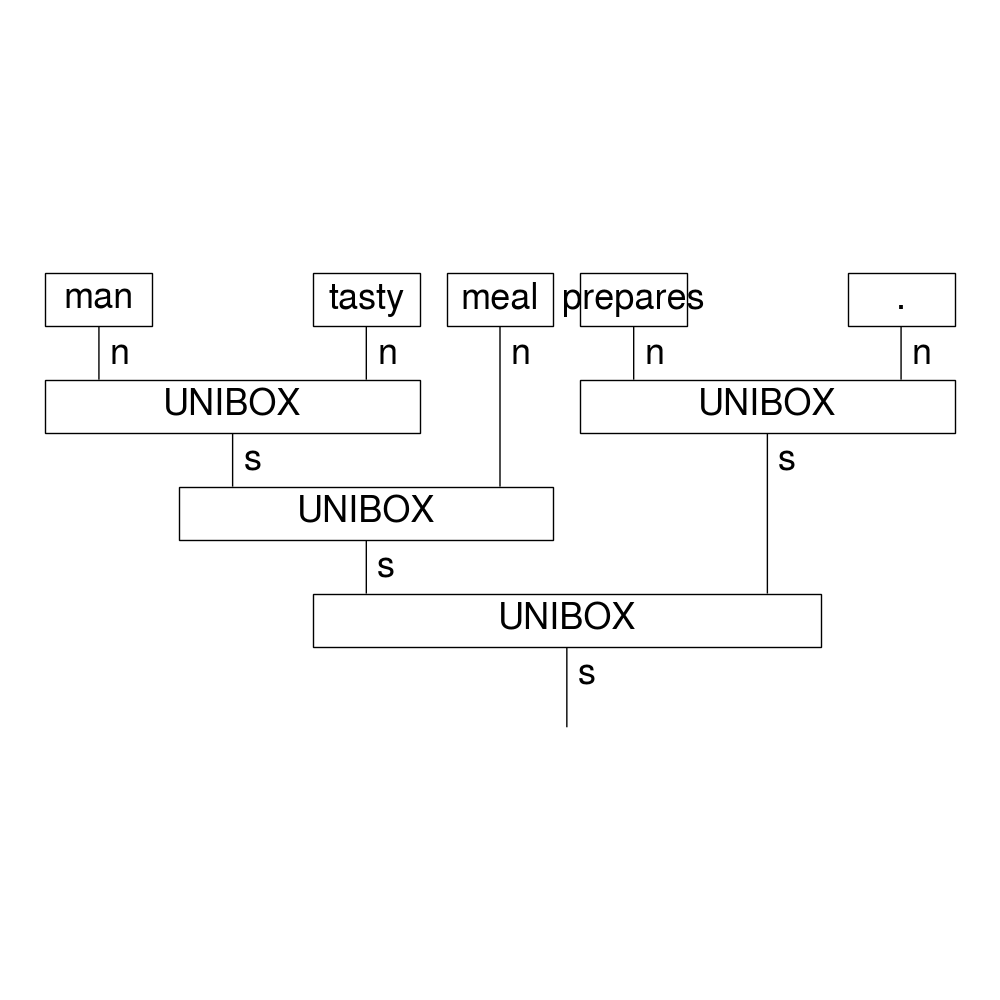 man tasty meal prepares .
n n n n n
UNIBOX UNIBOX
s s
UNIBOX
s
UNIBOX
s